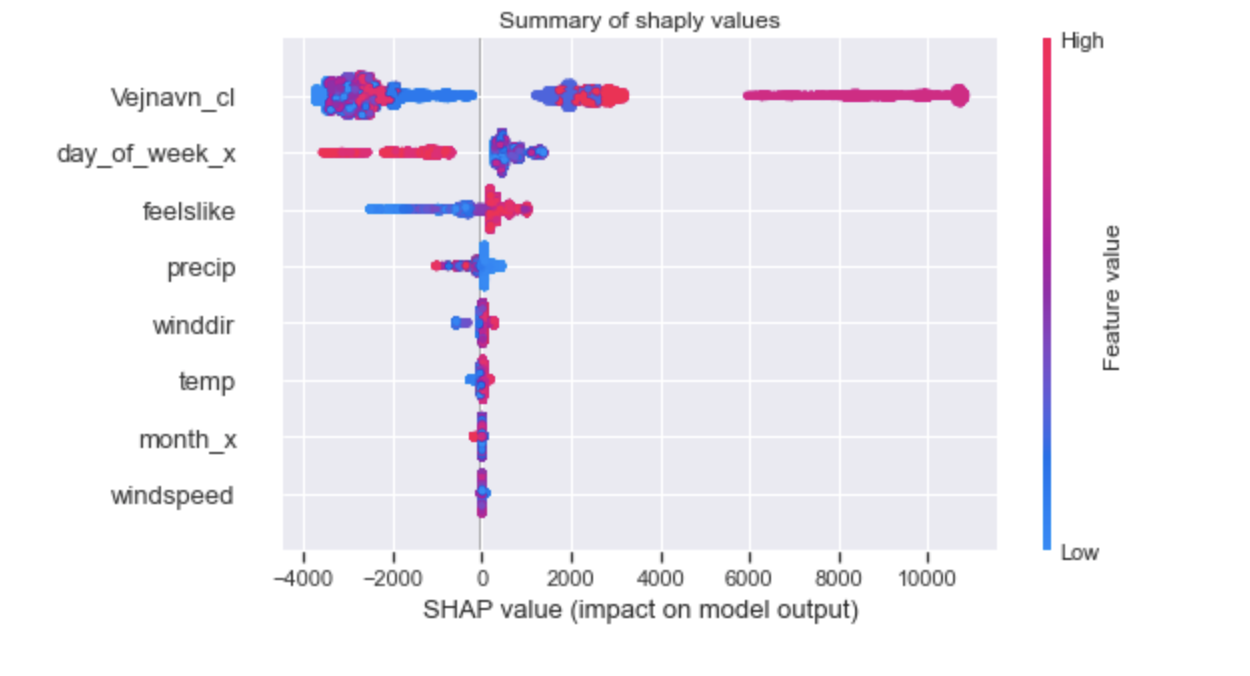 Summary of shaply values
High
Vejnavn_cl
day_of_week_x
feelslike
precip
winddir
temp
month_x
windspeed
Feature value
Low
−4000 −2000 0 2000 4000 6000 8000 10000
SHAP value (impact on model output)